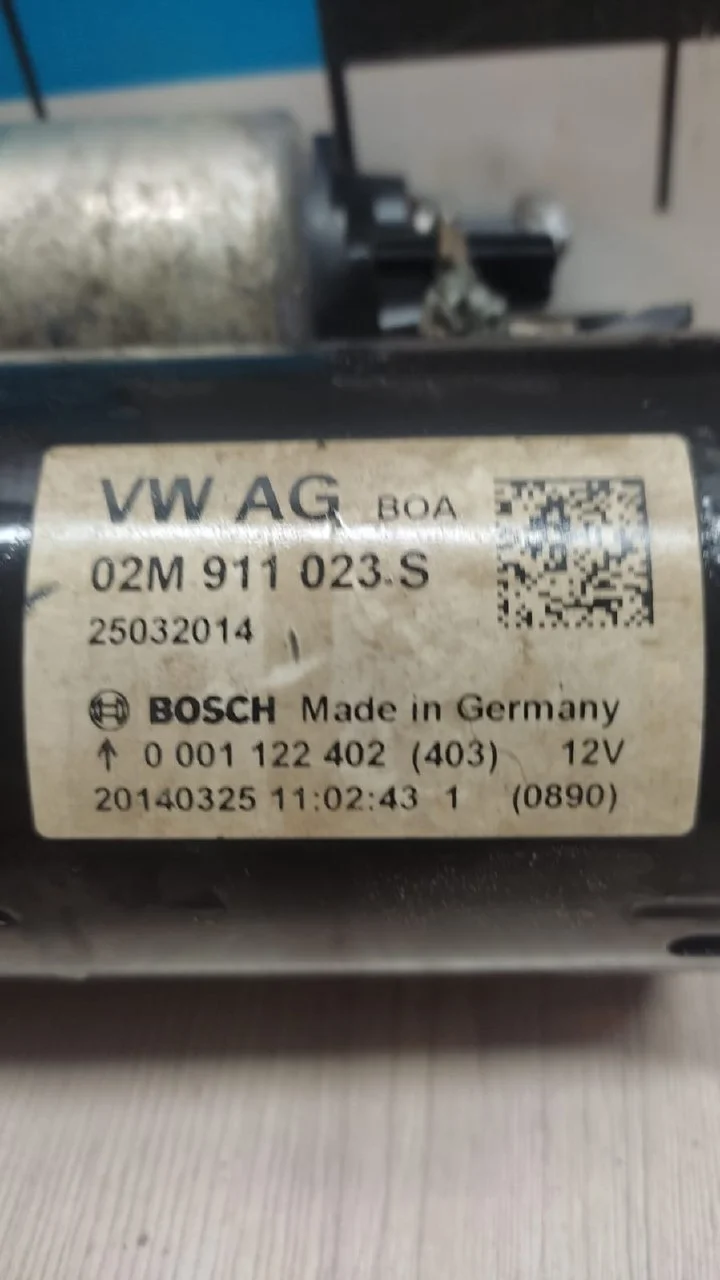 VW AG BOA
02M 911 023 S
25032014
BOSCH Made in Germany
↑ 0 001 122 402 (403) 12V
20140325 11:02:43 1 (0890)